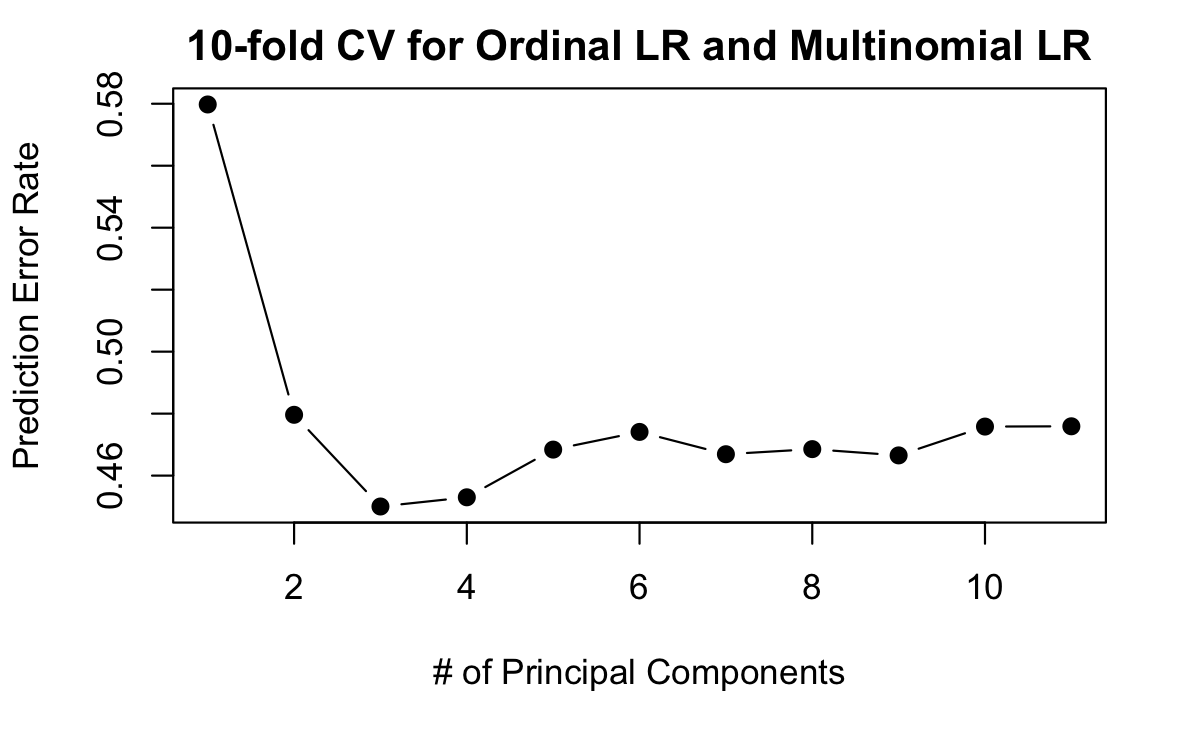 10-fold CV for Ordinal LR and Multinomial LR
Prediction Error Rate
0.58
0.54
0.50
0.46
2 4 6 8 10
# of Principal Components